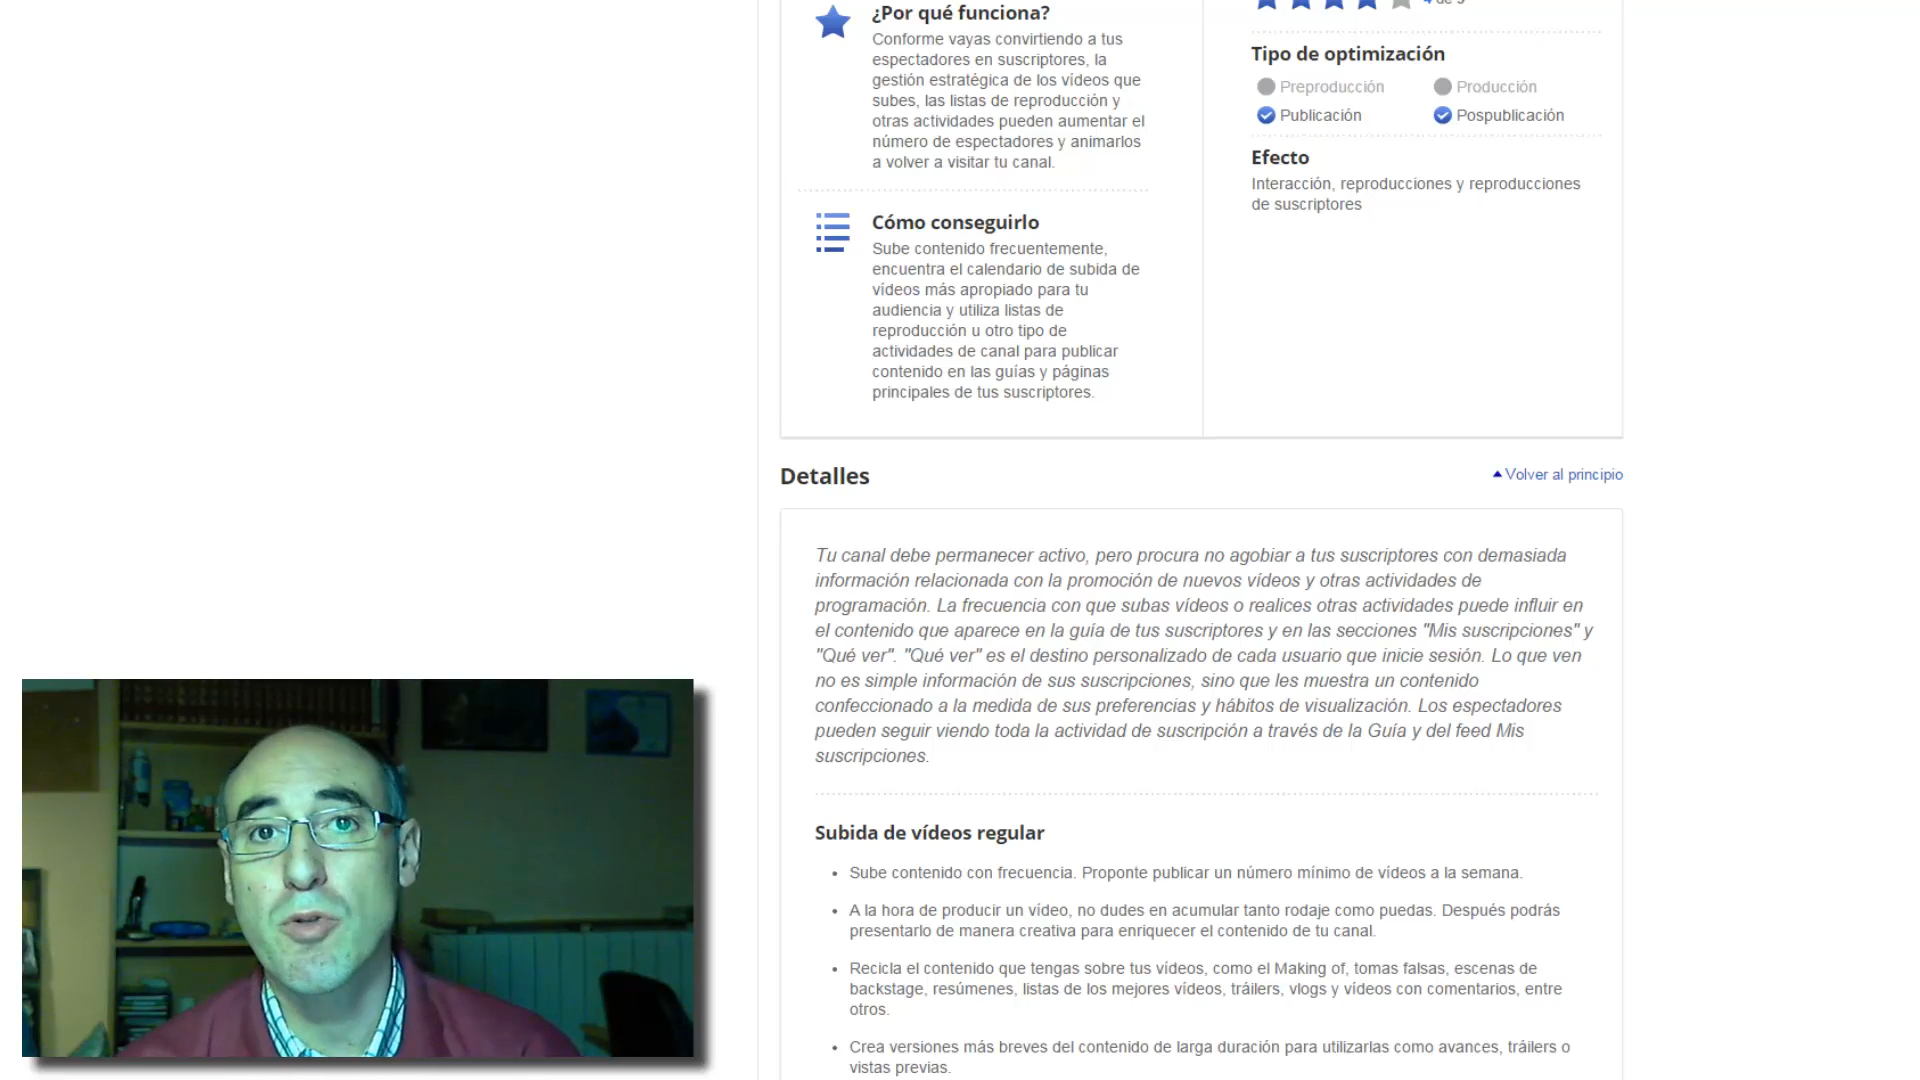 ¿Por qué funciona?
Conforme vayas convirtiendo a tus
espectadores en suscriptores, la
gestión estratégica de los vídeos que
subes, las listas de reproducción y
otras actividades pueden aumentar el
número de espectadores y animarlos
a volver a visitar tu canal.
Cómo conseguirlo
Sube contenido frecuentemente,
encuentra el calendario de subida de
vídeos más apropiado para tu
audiencia y utiliza listas de
reproducción u otro tipo de
actividades de canal para publicar
contenido en las guías y páginas
principales de tus suscriptores.
4 de 5
Tipo de optimización
Preproducción Producción
Publicación Pospublicación
Efecto
Interacción, reproducciones y reproducciones
de suscriptores
Detalles
Volver al principio
Tu canal debe permanecer activo, pero procura no agobiar a tus suscriptores con demasiada
información relacionada con la promoción de nuevos vídeos y otras actividades de
programación. La frecuencia con que subas vídeos o realices otras actividades puede influir en
el contenido que aparece en la guía de tus suscriptores y en las secciones "Mis suscripciones" y
"Qué ver". "Qué ver" es el destino personalizado de cada usuario que inicie sesión. Lo que ven
no es simple información de sus suscripciones, sino que les muestra un contenido
confeccionado a la medida de sus preferencias y hábitos de visualización. Los espectadores
pueden seguir viendo toda la actividad de suscripción a través de la Guía y del feed Mis
suscripciones.
Subida de vídeos regular
Sube contenido con frecuencia. Proponte publicar un número mínimo de vídeos a la semana.
A la hora de producir un vídeo, no dudes en acumular tanto rodaje como puedas. Después podrás
presentarlo de manera creativa para enriquecer el contenido de tu canal.
Recicla el contenido que tengas sobre tus vídeos, como el Making of, tomas falsas, escenas de
backstage, resúmenes, listas de los mejores vídeos, tráilers, vlogs y vídeos con comentarios, entre
otros.
Crea versiones más breves del contenido de larga duración para utilizarlas como avances, tráilers o
vistas previas.